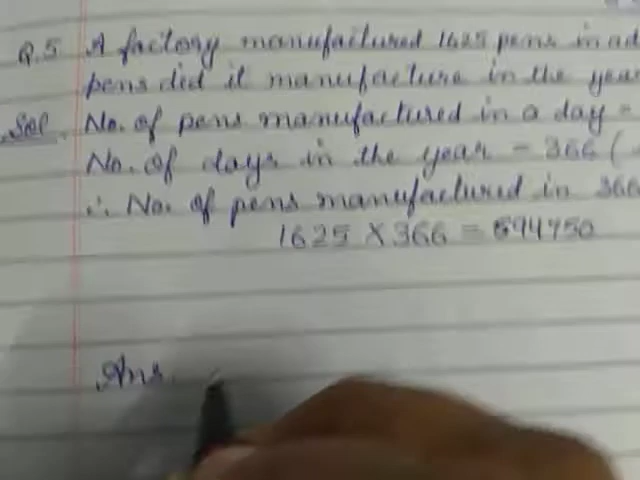 Q.5 A factory manufactured 1625 pens in a d
pens did it manufacture in the yea
Sol. No. of pens manufactured in a day =
No. of days in the year = 366 (
∴ No. of pens manufactured in 366
1625 × 366 = 594750
Ans.